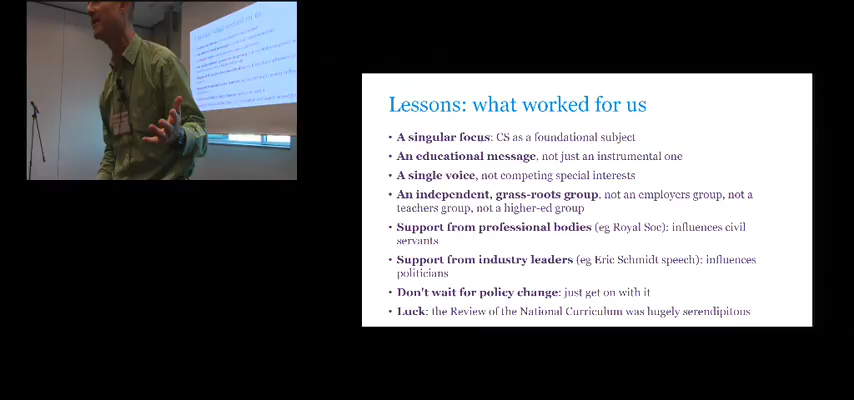 Lessons: what worked for us
• A singular focus: CS as a foundational subject
• An educational message, not just an instrumental one
• A single voice, not competing special interests
• An independent, grass-roots group, not an employers group, not a
teachers group, not a higher-ed group
• Support from professional bodies (eg Royal Soc): influences civil
servants
• Support from industry leaders (eg Eric Schmidt speech): influences
politicians
• Don't wait for policy change: just get on with it
• Luck: the Review of the National Curriculum was hugely serendipitous